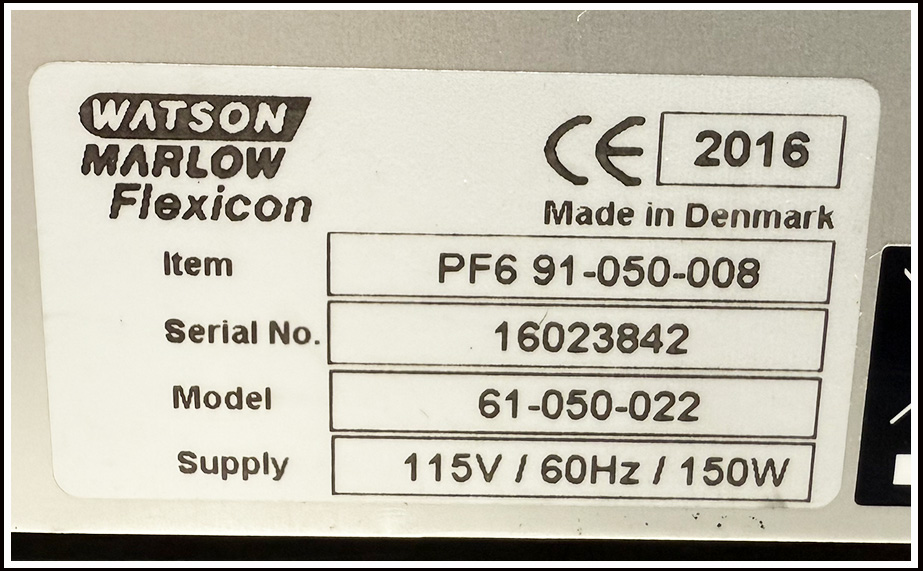 WATSON
MARLOW
Flexicon
CE 2016
Made in Denmark
Item PF6 91-050-008
Serial No. 16023842
Model 61-050-022
Supply 115V / 60Hz / 150W